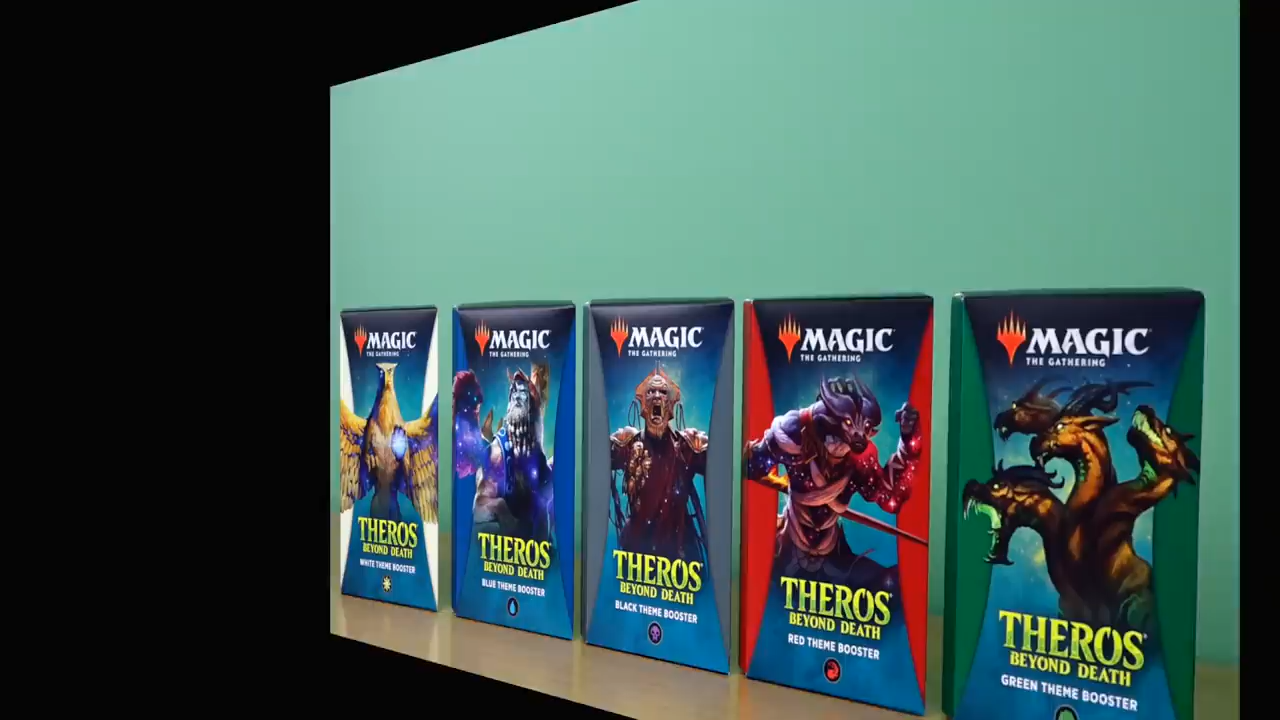 MAGIC
THE GATHERING
THEROS
BEYOND DEATH
WHITE THEME BOOSTER
MAGIC
THE GATHERING
THEROS
BEYOND DEATH
BLUE THEME BOOSTER
MAGIC
THE GATHERING
THEROS
BEYOND DEATH
BLACK THEME BOOSTER
MAGIC
THE GATHERING
THEROS
BEYOND DEATH
RED THEME BOOSTER
MAGIC
THE GATHERING
THEROS
BEYOND DEATH
GREEN THEME BOOSTER